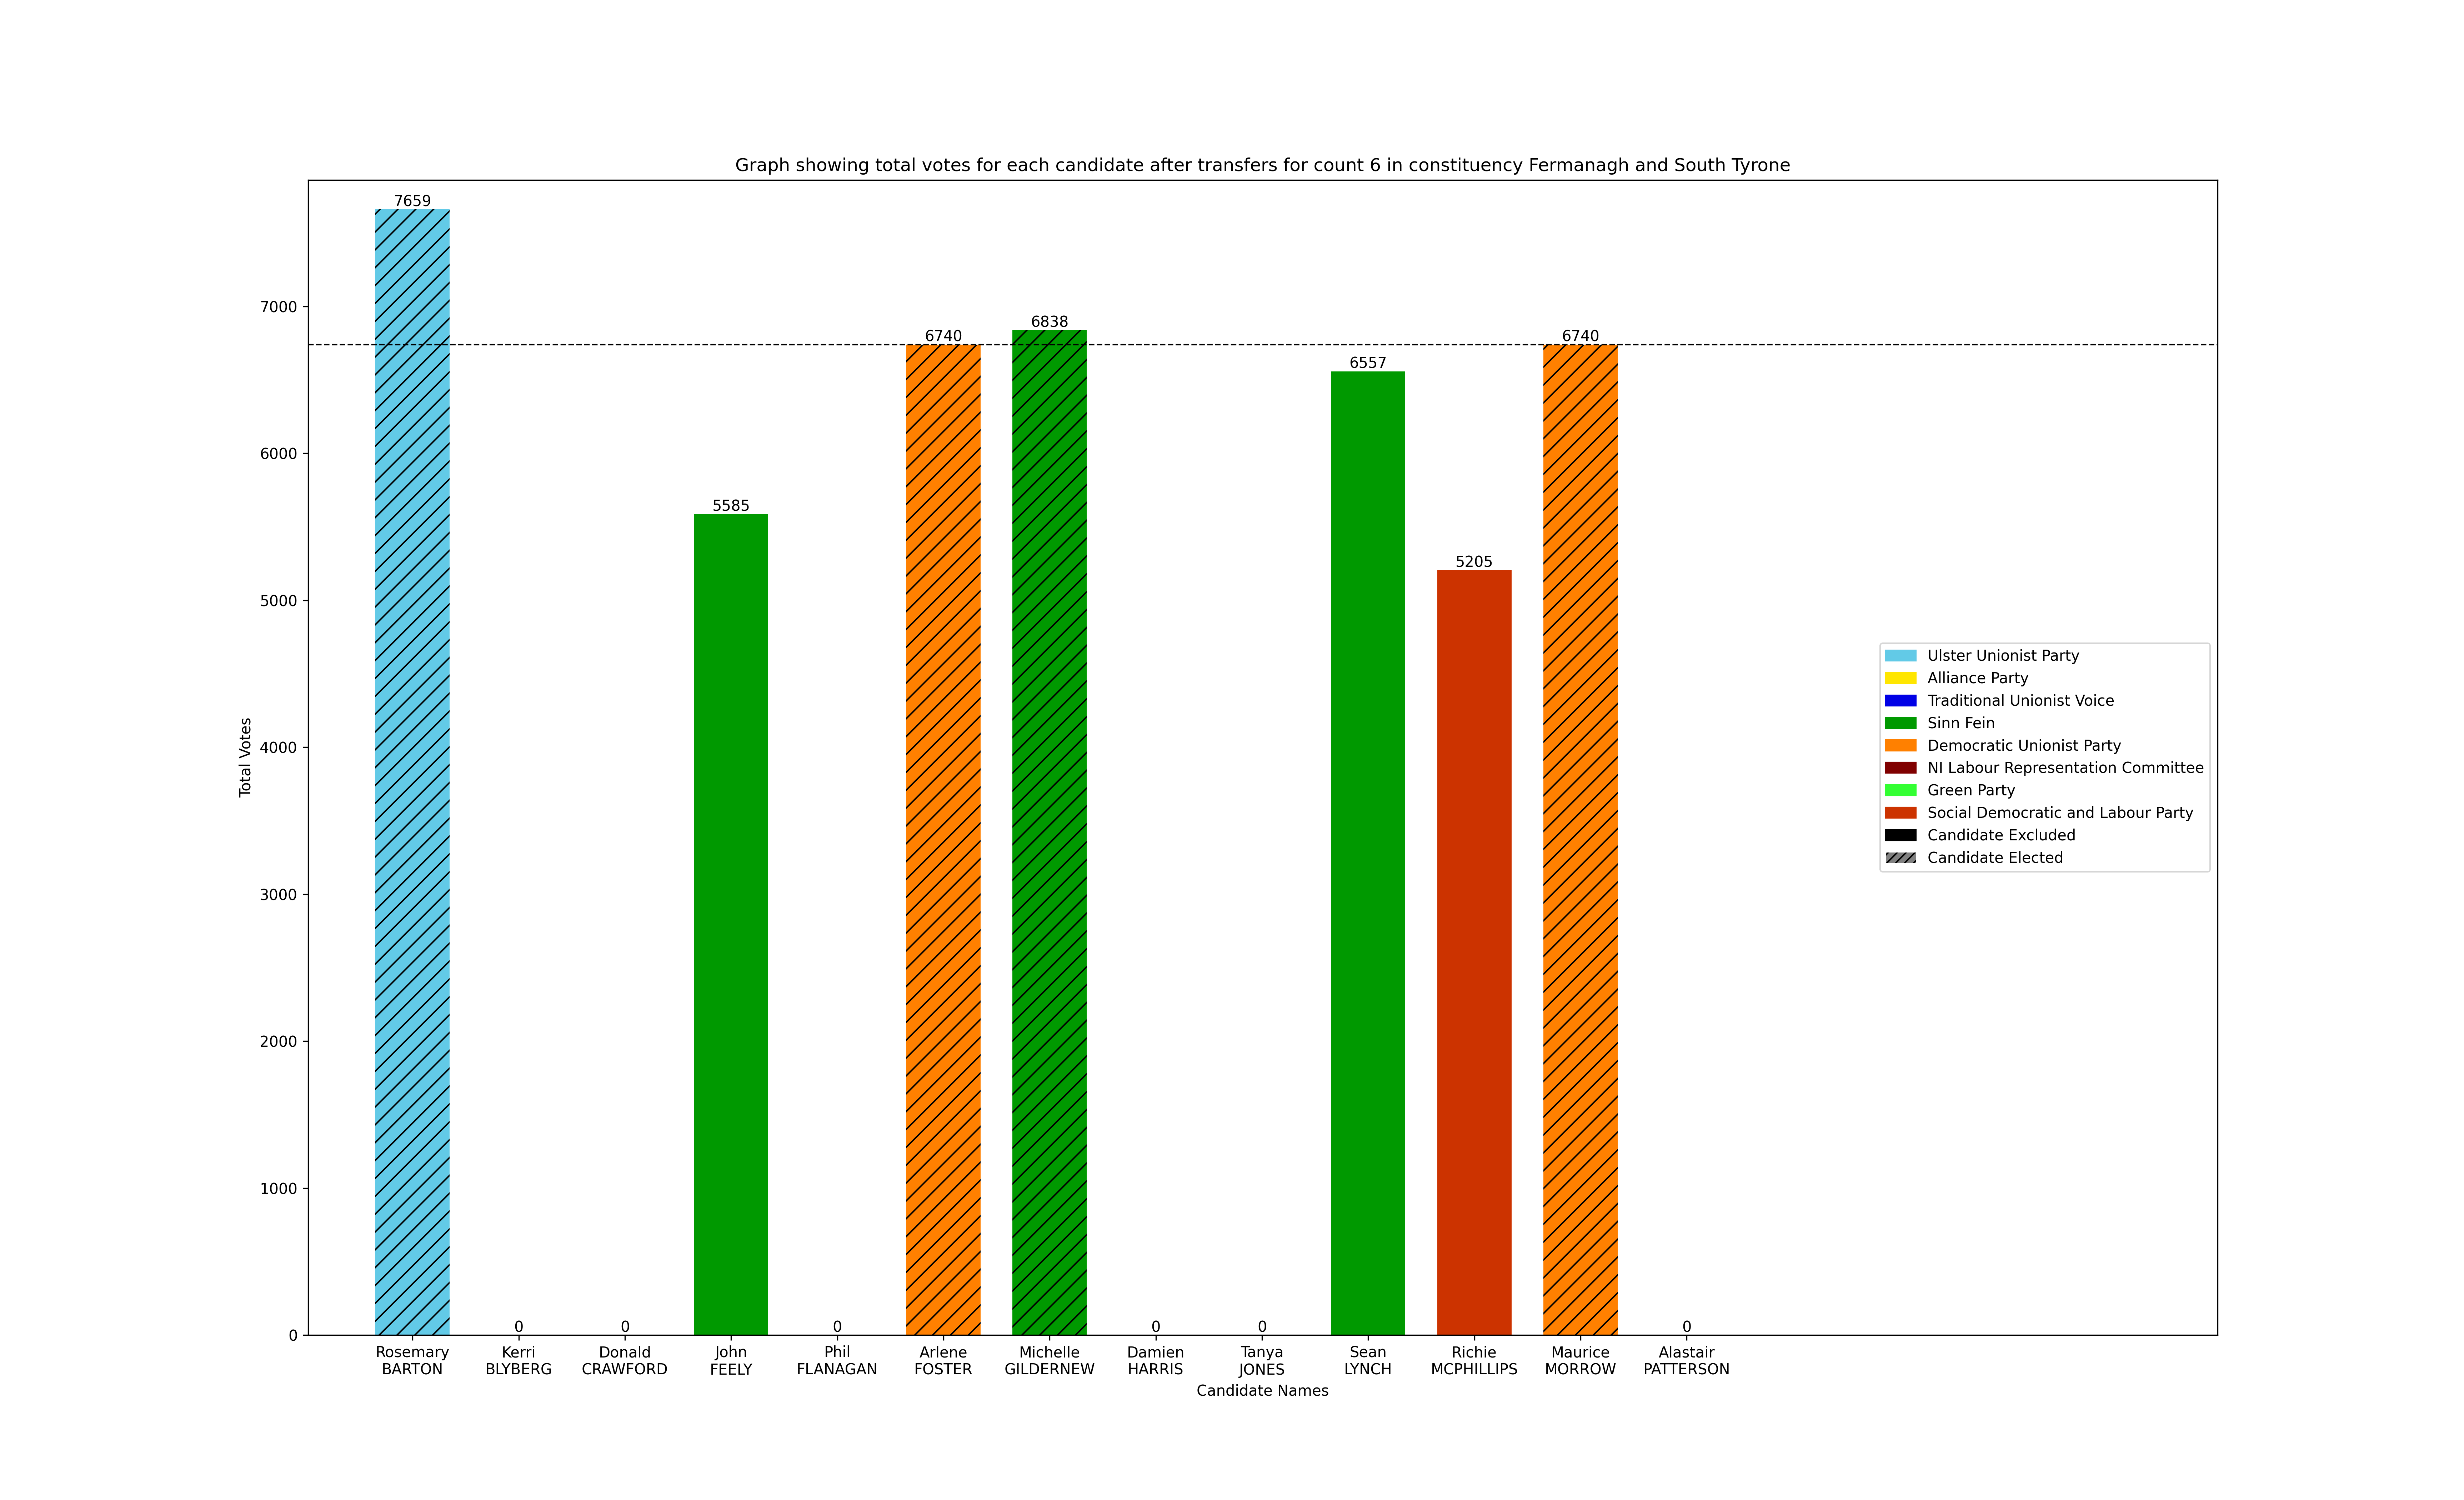 Graph showing total votes for each candidate after transfers for count 6 in constituency Fermanagh and South Tyrone
Total Votes
7000
6000
5000
4000
3000
2000
1000
0
7659
0
0
5585
0
6740
6838
0
0
6557
5205
6740
0
Rosemary
BARTON
Kerri
BLYBERG
Donald
CRAWFORD
John
FEELY
Phil
FLANAGAN
Arlene
FOSTER
Michelle
GILDERNEW
Damien
HARRIS
Tanya
JONES
Sean
LYNCH
Richie
MCPHILLIPS
Maurice
MORROW
Alastair
PATTERSON
Candidate Names
Ulster Unionist Party
Alliance Party
Traditional Unionist Voice
Sinn Fein
Democratic Unionist Party
NI Labour Representation Committee
Green Party
Social Democratic and Labour Party
Candidate Excluded
Candidate Elected